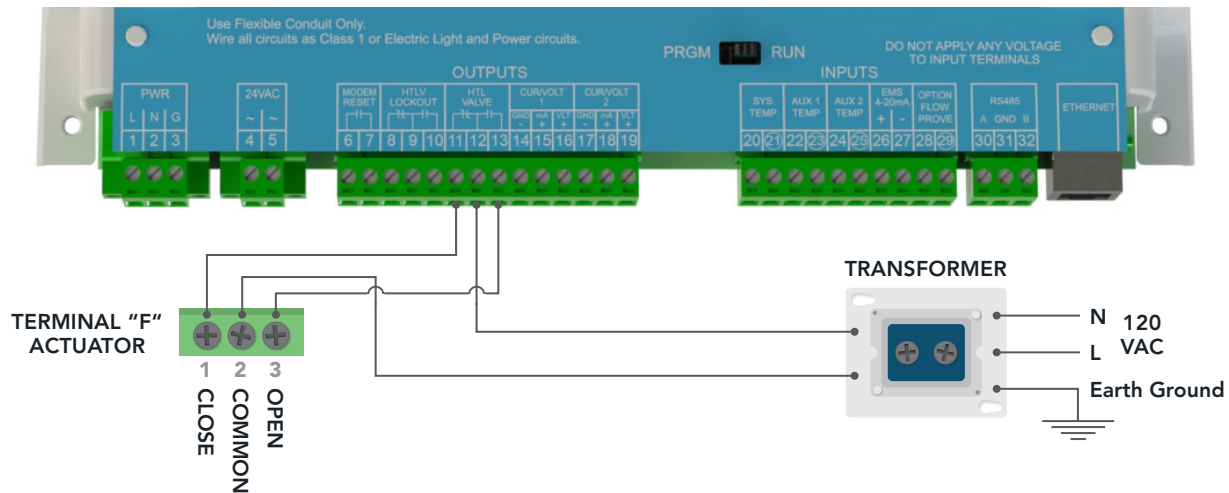 Use Flexible Conduit Only.
Wire all circuits as Class 1 or Electric Light and Power circuits.
PRGM RUN
DO NOT APPLY ANY VOLTAGE
TO INPUT TERMINALS
OUTPUTS
INPUTS
PWR
L N G
1 2 3
24VAC
~ ~
4 5
MODEM
RESET
6 7
HTLV
LOCKOUT
8 9 10
HTL
VALVE
11 12 13
CUR/VOLT
1
GND mA VLT
- + +
14 15 16
CUR/VOLT
2
GND mA VLT
- + +
17 18 19
SYS
TEMP
20 21
AUX 1
TEMP
22 23
AUX 2
TEMP
24 25
EMS
4-20mA
+ -
26 27
OPTION
FLOW
PROVE
28 29
RS485
A GND B
30 31 32
ETHERNET
TERMINAL "F"
ACTUATOR
1 2 3
CLOSE
COMMON
OPEN
TRANSFORMER
N
L
120
VAC
Earth Ground